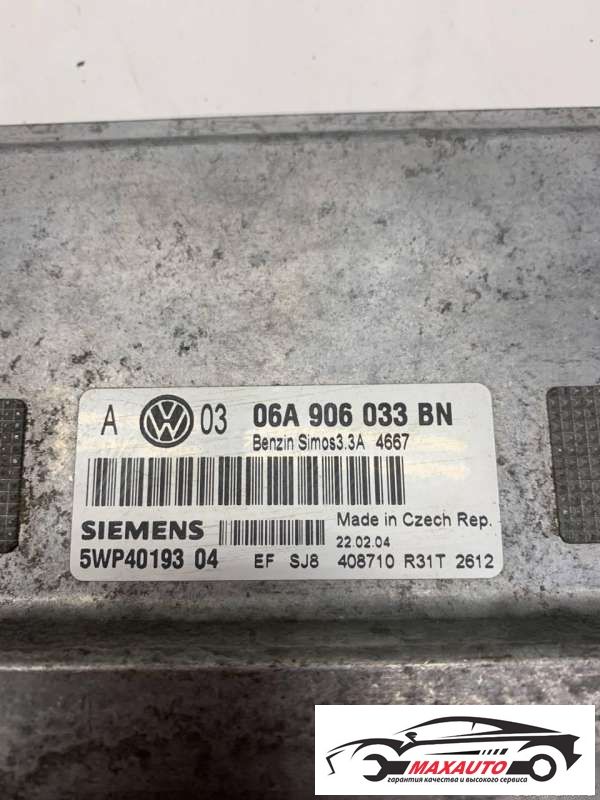 A VW 03 06A 906 033 BN
Benzin Simos3.3A 4667
SIEMENS Made in Czech Rep.
22.02.04
5WP40193 04 EF SJ8 408710 R31T 2612
MAXAUTO
гарантия качества и высокого сервиса